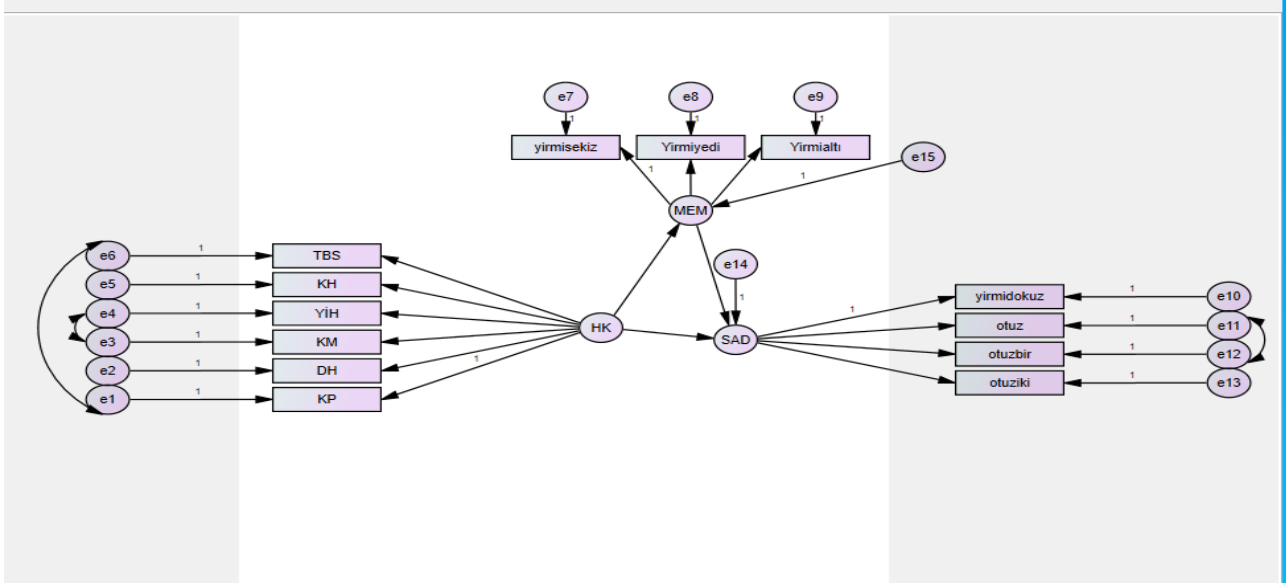 e7
e8
e9
1
1
1
yirmisekiz
Yirmiyedi
Yirmialtı
e15
1
1
MEM
e6
1
TBS
e14
e5
1
KH
1
yirmidokuz
1
e10
e4
1
YİH
1
HK
SAD
otuz
1
e11
e3
1
KM
otuzbir
1
e12
e2
1
DH
1
otuziki
1
e13
e1
1
KP